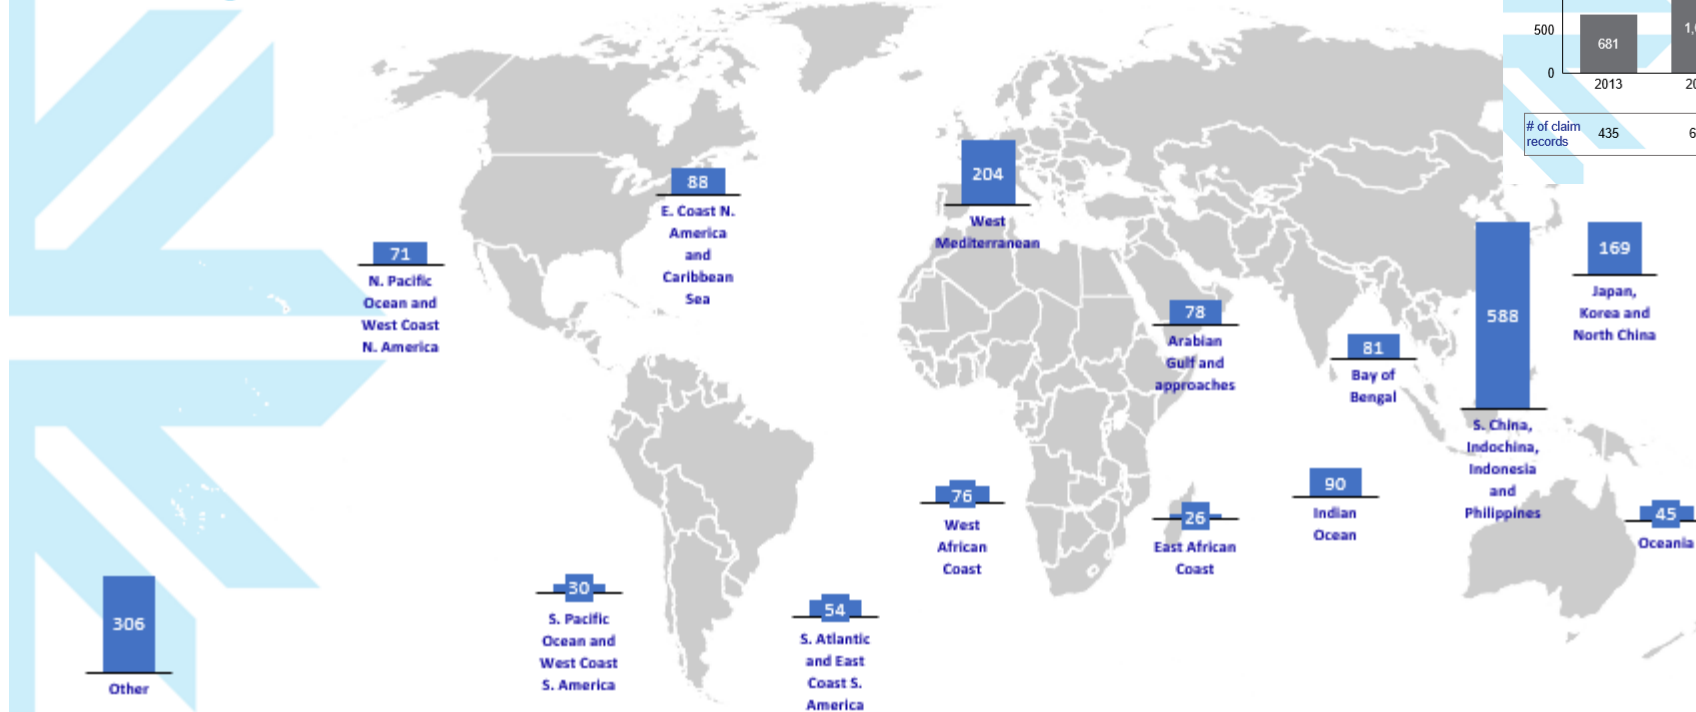 500
681
0
2013
# of claim
records
435
88
E. Coast N.
America
and
Caribbean
Sea
71
N. Pacific
Ocean and
West Coast
N. America
204
West
Mediterranean
169
Japan,
Korea and
North China
588
S. China,
Indochina,
Indonesia
and
Philippines
78
Arabian
Gulf and
approaches
81
Bay of
Bengal
76
West
African
Coast
26
East African
Coast
90
Indian
Ocean
45
Oceania
306
Other
30
S. Pacific
Ocean and
West Coast
S. America
54
S. Atlantic
and East
Coast S.
America